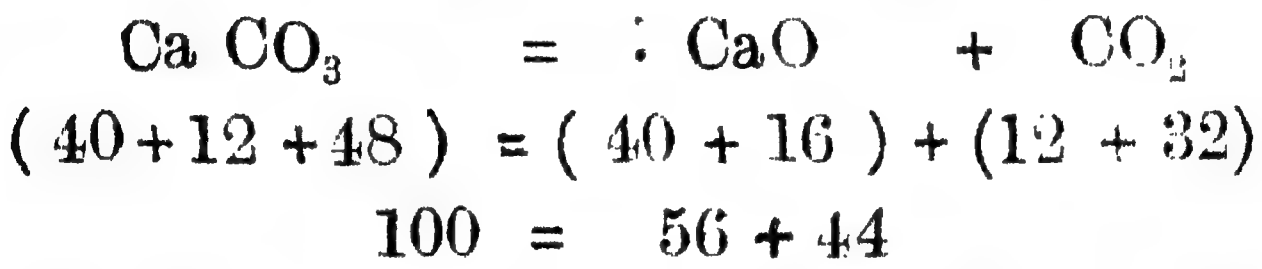 Ca CO₃ = : CaO + CO₂
( 40+12+48 ) = ( 40 + 16 ) + (12 + 32)
100 = 56 + 44